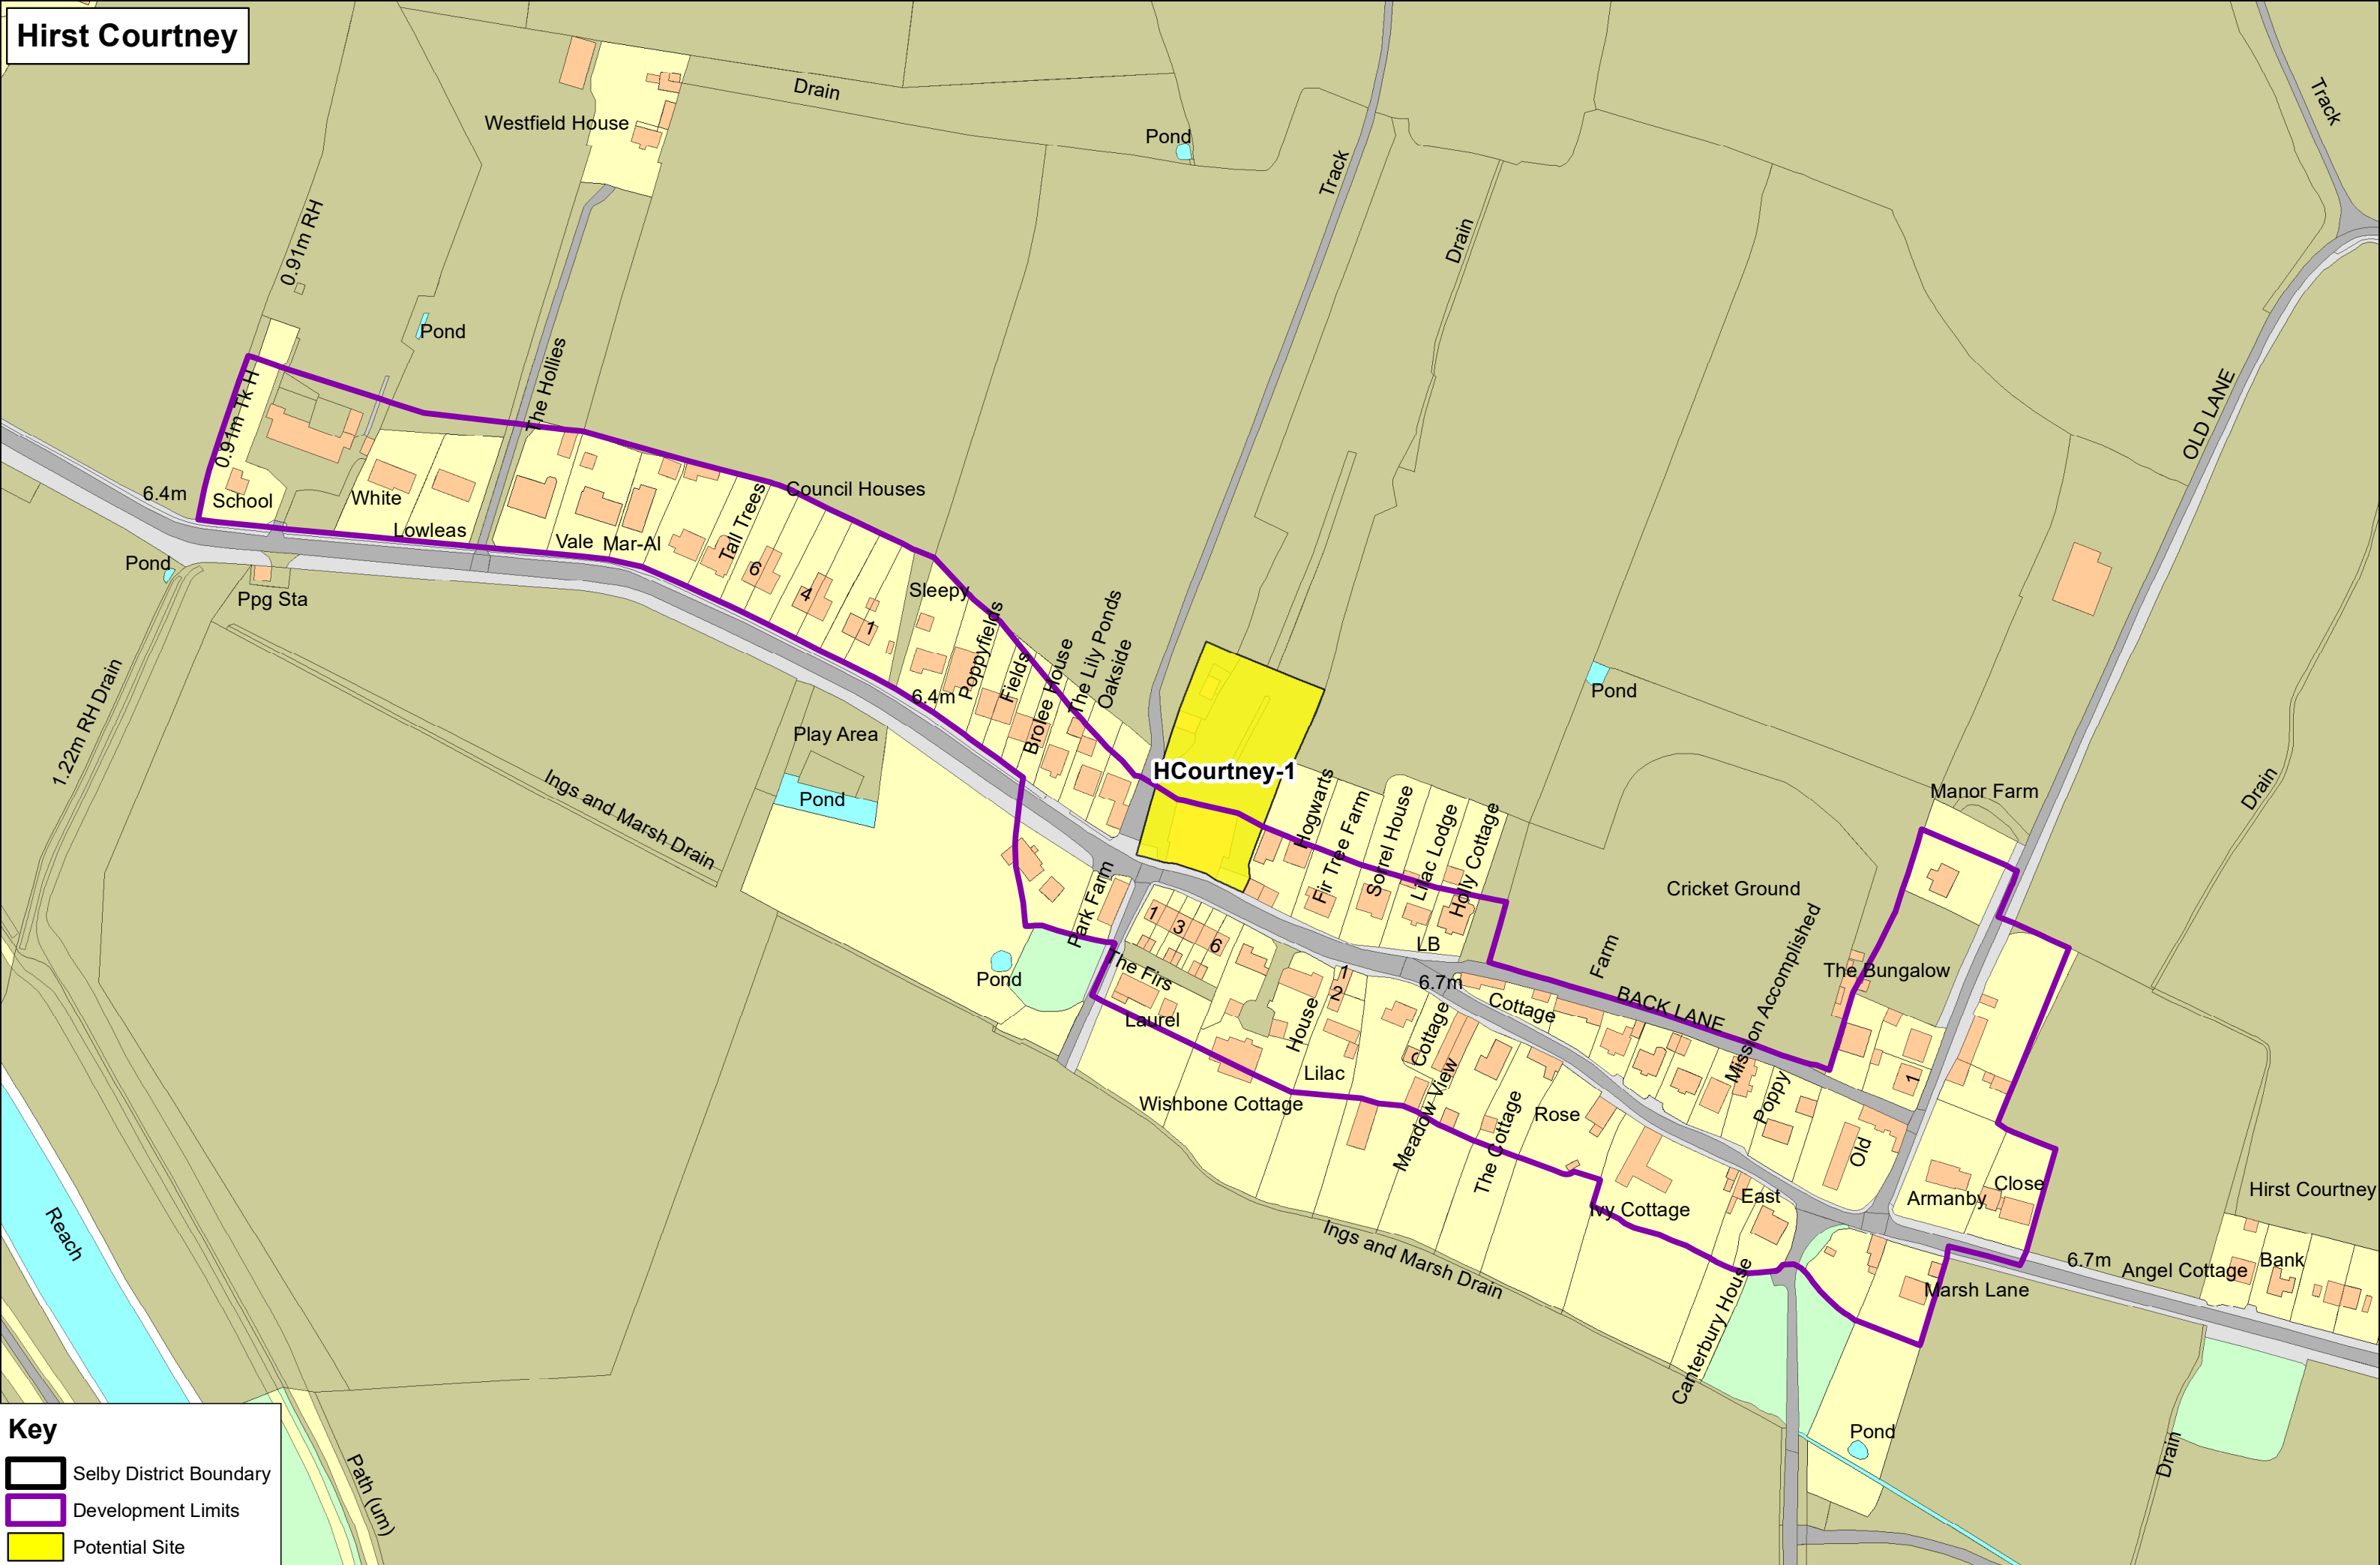 Hirst Courtney
Westfield House
Drain
Pond
Track
Track
0.91m RH
Drain
Pond
The Hollies
OLD LANE
0.91m Tk H
6.4m
School
White
Lowleas
Vale
Mar-Al
Tall Trees
Council Houses
6
4
1
Pond
Ppg Sta
Sleepy
Poppyfields
Fields
Brolee House
The Lily Ponds
Oakside
6.4m
1.22m RH
Drain
Play Area
Pond
Ings and Marsh Drain
HCourtney-1
Pond
Hogwarts
Fir Tree Farm
Sorrel House
Lilac Lodge
Holly Cottage
Manor Farm
Drain
Cricket Ground
Park Farm
1
3
6
LB
Farm
Mission Accomplished
The Bungalow
Pond
The Firs
Laurel
House
1
2
6.7m
Cottage
Cottage
BACK LANE
Lilac
Wishbone Cottage
Meadow View
The Cottage
Rose
Poppy
Old
1
Ivy Cottage
East
Armanby
Close
Hirst Courtney
Reach
Ings and Marsh Drain
Canterbury House
Marsh Lane
6.7m
Angel Cottage
Bank
Pond
Drain
Path (um)
Key
Selby District Boundary
Development Limits
Potential Site